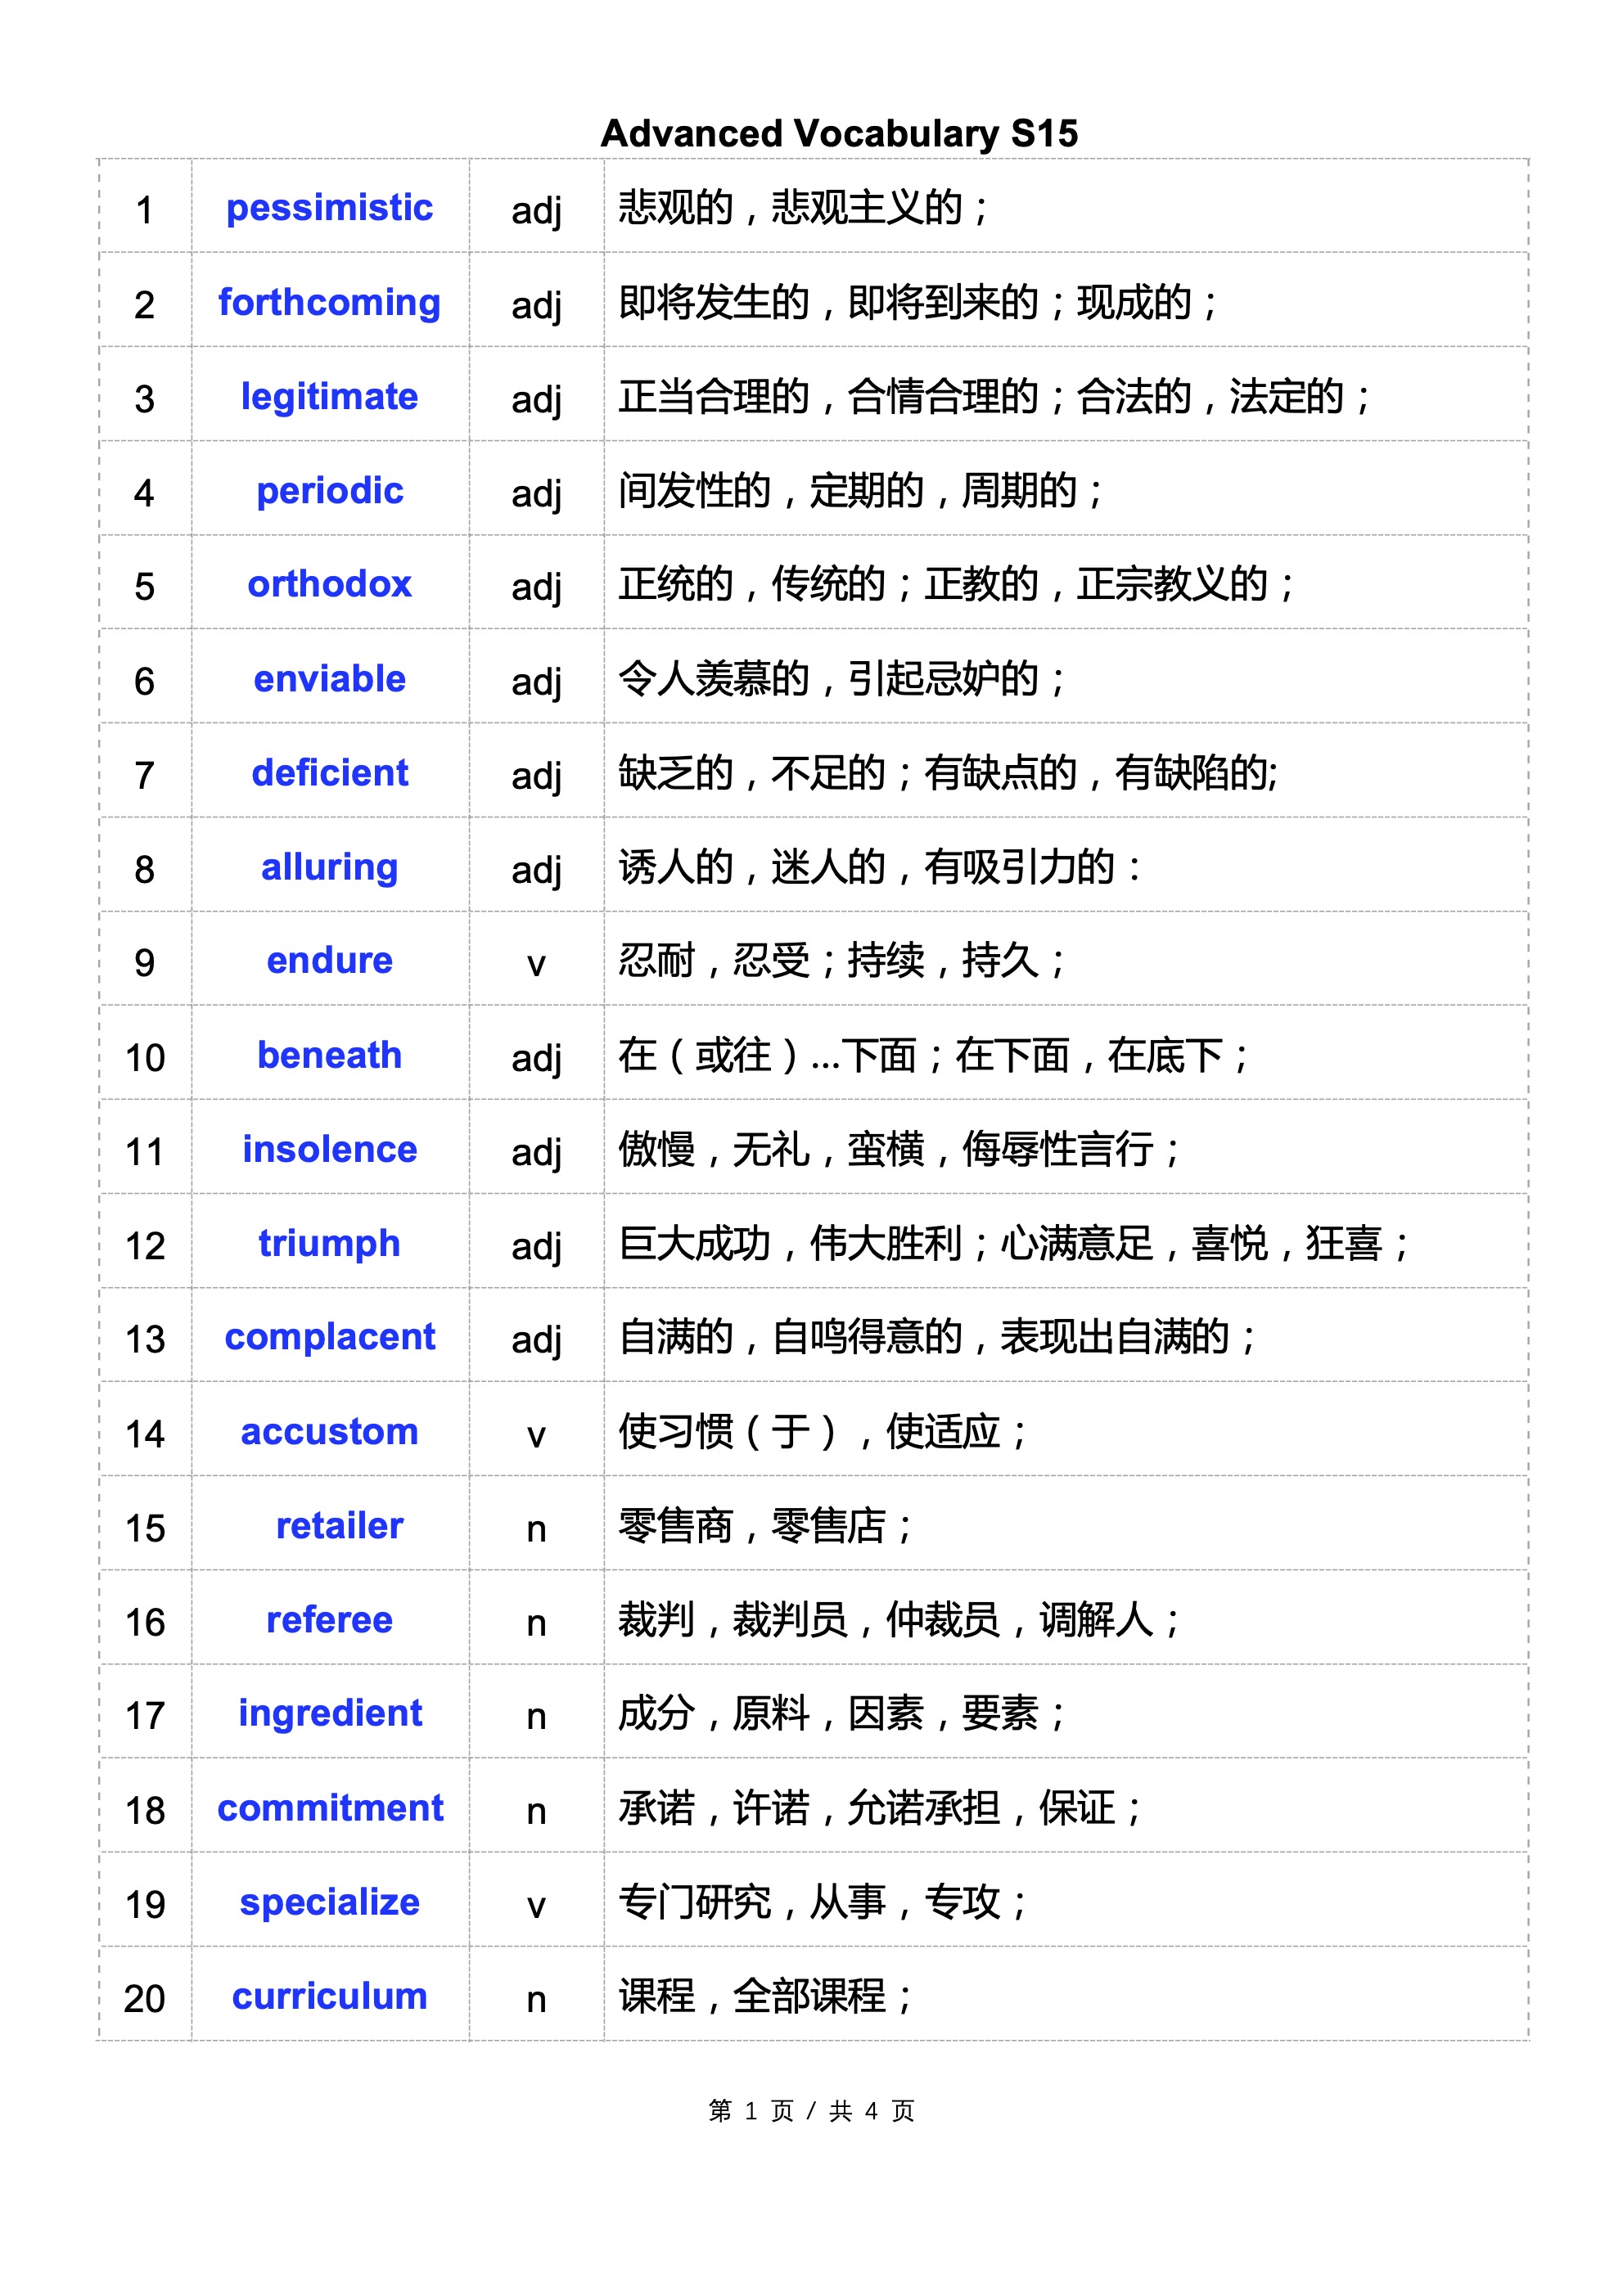 Advanced Vocabulary S15
1 pessimistic adj 悲观的，悲观主义的；
2 forthcoming adj 即将发生的，即将到来的；现成的；
3 legitimate adj 正当合理的，合情合理的；合法的，法定的；
4 periodic adj 间发性的，定期的，周期的；
5 orthodox adj 正统的，传统的；正教的，正宗教义的；
6 enviable adj 令人羡慕的，引起忌妒的；
7 deficient adj 缺乏的，不足的；有缺点的，有缺陷的;
8 alluring adj 诱人的，迷人的，有吸引力的：
9 endure v 忍耐，忍受；持续，持久；
10 beneath adj 在（或往）...下面；在下面，在底下；
11 insolence adj 傲慢，无礼，蛮横，侮辱性言行；
12 triumph adj 巨大成功，伟大胜利；心满意足，喜悦，狂喜；
13 complacent adj 自满的，自鸣得意的，表现出自满的；
14 accustom v 使习惯（于），使适应；
15 retailer n 零售商，零售店；
16 referee n 裁判，裁判员，仲裁员，调解人；
17 ingredient n 成分，原料，因素，要素；
18 commitment n 承诺，许诺，允诺承担，保证；
19 specialize v 专门研究，从事，专攻；
20 curriculum n 课程，全部课程；
第 1 页 / 共 4 页